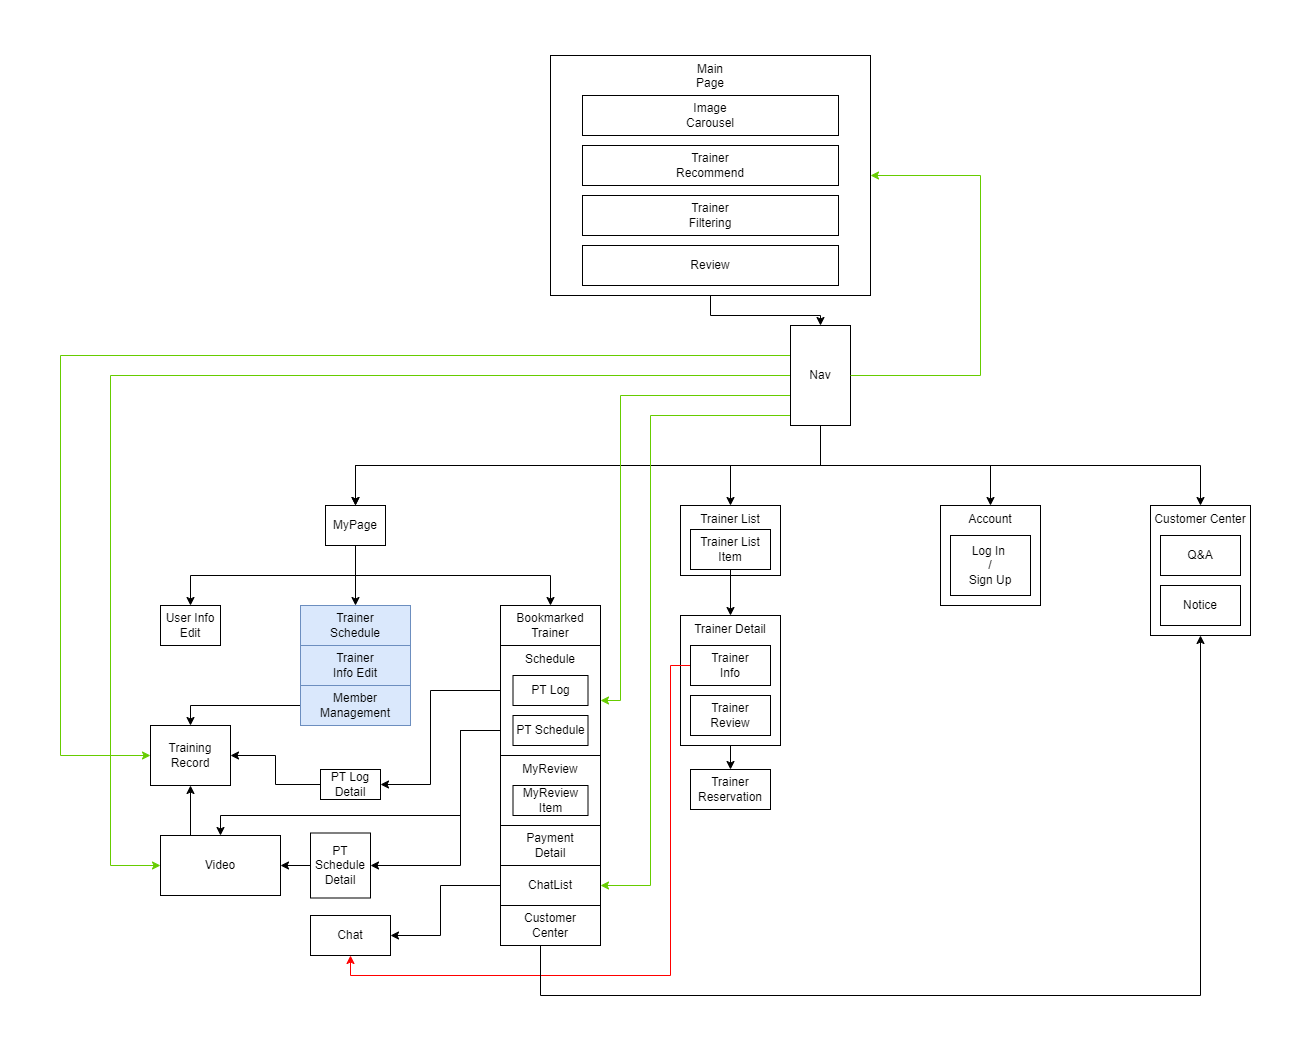 Main
Page
Image
Carousel
Trainer
Recommend
Trainer
Filtering
Review
Nav
MyPage
Trainer List
Trainer List
Item
Account
Log In
/
Sign Up
Customer Center
Q&A
Notice
User Info
Edit
Trainer
Schedule
Trainer
Info Edit
Member
Management
Bookmarked
Trainer
Schedule
PT Log
PT Schedule
MyReview
MyReview
Item
Payment
Detail
ChatList
Customer
Center
Trainer Detail
Trainer
Info
Trainer
Review
Trainer
Reservation
Training
Record
PT Log
Detail
Video
PT
Schedule
Detail
Chat